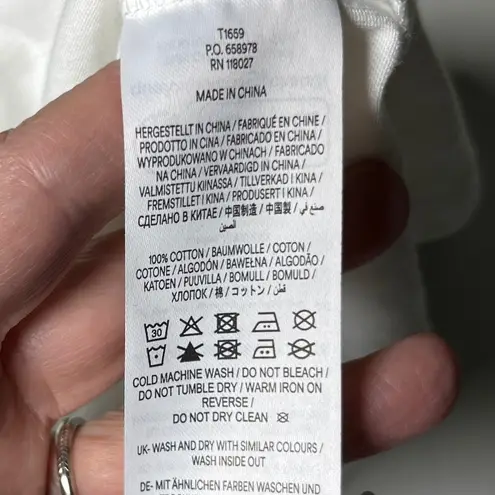 T1659
P.O. 658978
RN 118027
MADE IN CHINA
HERGESTELLT IN CHINA / FABRIQUÉ EN CHINE /
PRODOTTO IN CINA / FABRICADO EN CHINA /
WYPRODUKOWANO W CHINACH / FABRICADO
NA CHINA / VERVAARDIGD IN CHINA /
VALMISTETTU KIINASSA / TILLVERKAD I KINA /
FREMSTILLET I KINA / PRODUSERT I KINA /
СДЕЛАНО В КИТАЕ / 中国制造 / 中国製 / صنع في
الصين
100% COTTON / BAUMWOLLE / COTON /
COTONE / ALGODÓN / BAWEŁNA / ALGODÃO /
KATOEN / PUUVILLA / BOMULL / BOMULD /
ХЛОПОК / 棉 / コットン / قطن
30
COLD MACHINE WASH / DO NOT BLEACH /
DO NOT TUMBLE DRY / WARM IRON ON
REVERSE /
DO NOT DRY CLEAN
UK- WASH AND DRY WITH SIMILAR COLOURS /
WASH INSIDE OUT
DE- MIT ÄHNLICHEN FARBEN WASCHEN UND